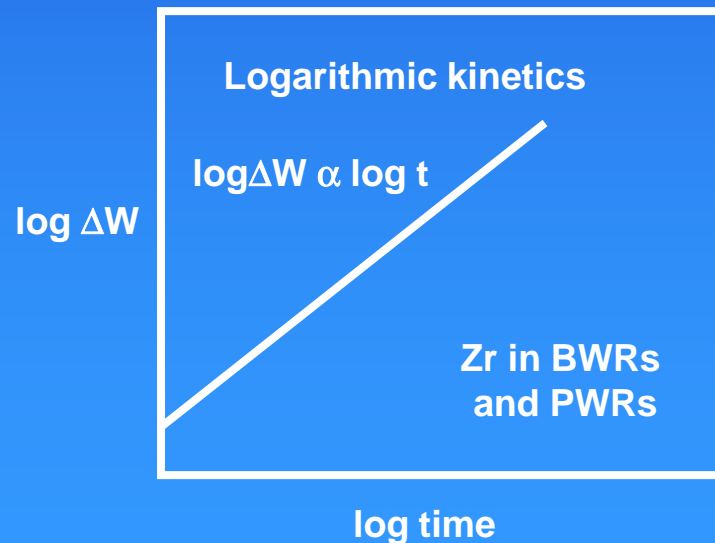 Logarithmic kinetics
logΔW α log t
log ΔW
Zr in BWRs
and PWRs
log time